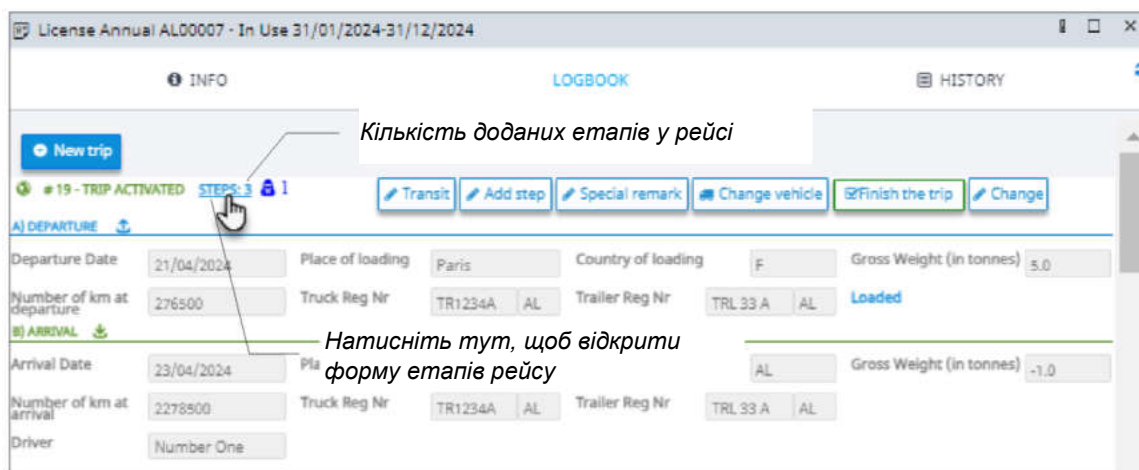 License Annual AL00007 - In Use 31/01/2024-31/12/2024
INFO LOGBOOK HISTORY
Кількість доданих етапів у рейсі
New trip
# 19 - TRIP ACTIVATED STEPS: 3 1 Transit Add step Special remark Change vehicle Finish the trip Change
A) DEPARTURE
Departure Date 21/04/2024 Place of loading Paris Country of loading F Gross Weight (in tonnes) 5.0
Number of km at departure 276500 Truck Reg Nr TR1234A AL Trailer Reg Nr TRL 33 A AL Loaded
B) ARRIVAL
Натисніть тут, щоб відкрити
форму етапів рейсу
Arrival Date 23/04/2024 Pla AL Gross Weight (in tonnes) -1.0
Number of km at arrival 2278500 Truck Reg Nr TR1234A AL Trailer Reg Nr TRL 33 A AL
Driver Number One